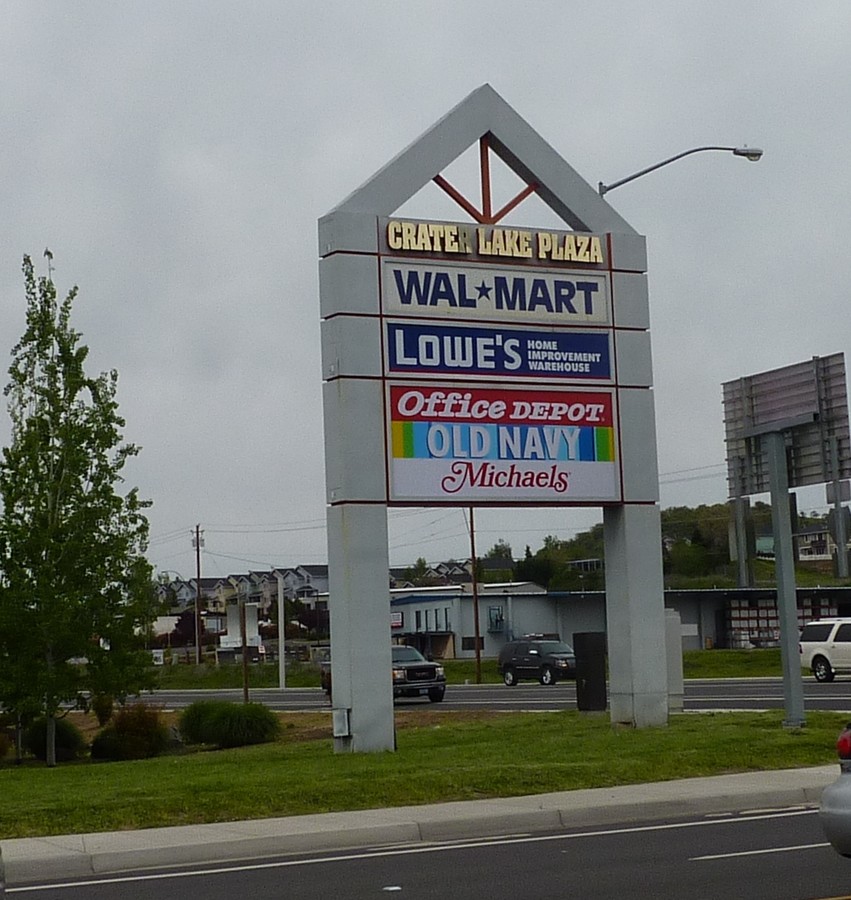 CRATER LAKE PLAZA
WAL★MART
LOWE'S HOME
IMPROVEMENT
WAREHOUSE
Office DEPOT
OLD NAVY
Michaels